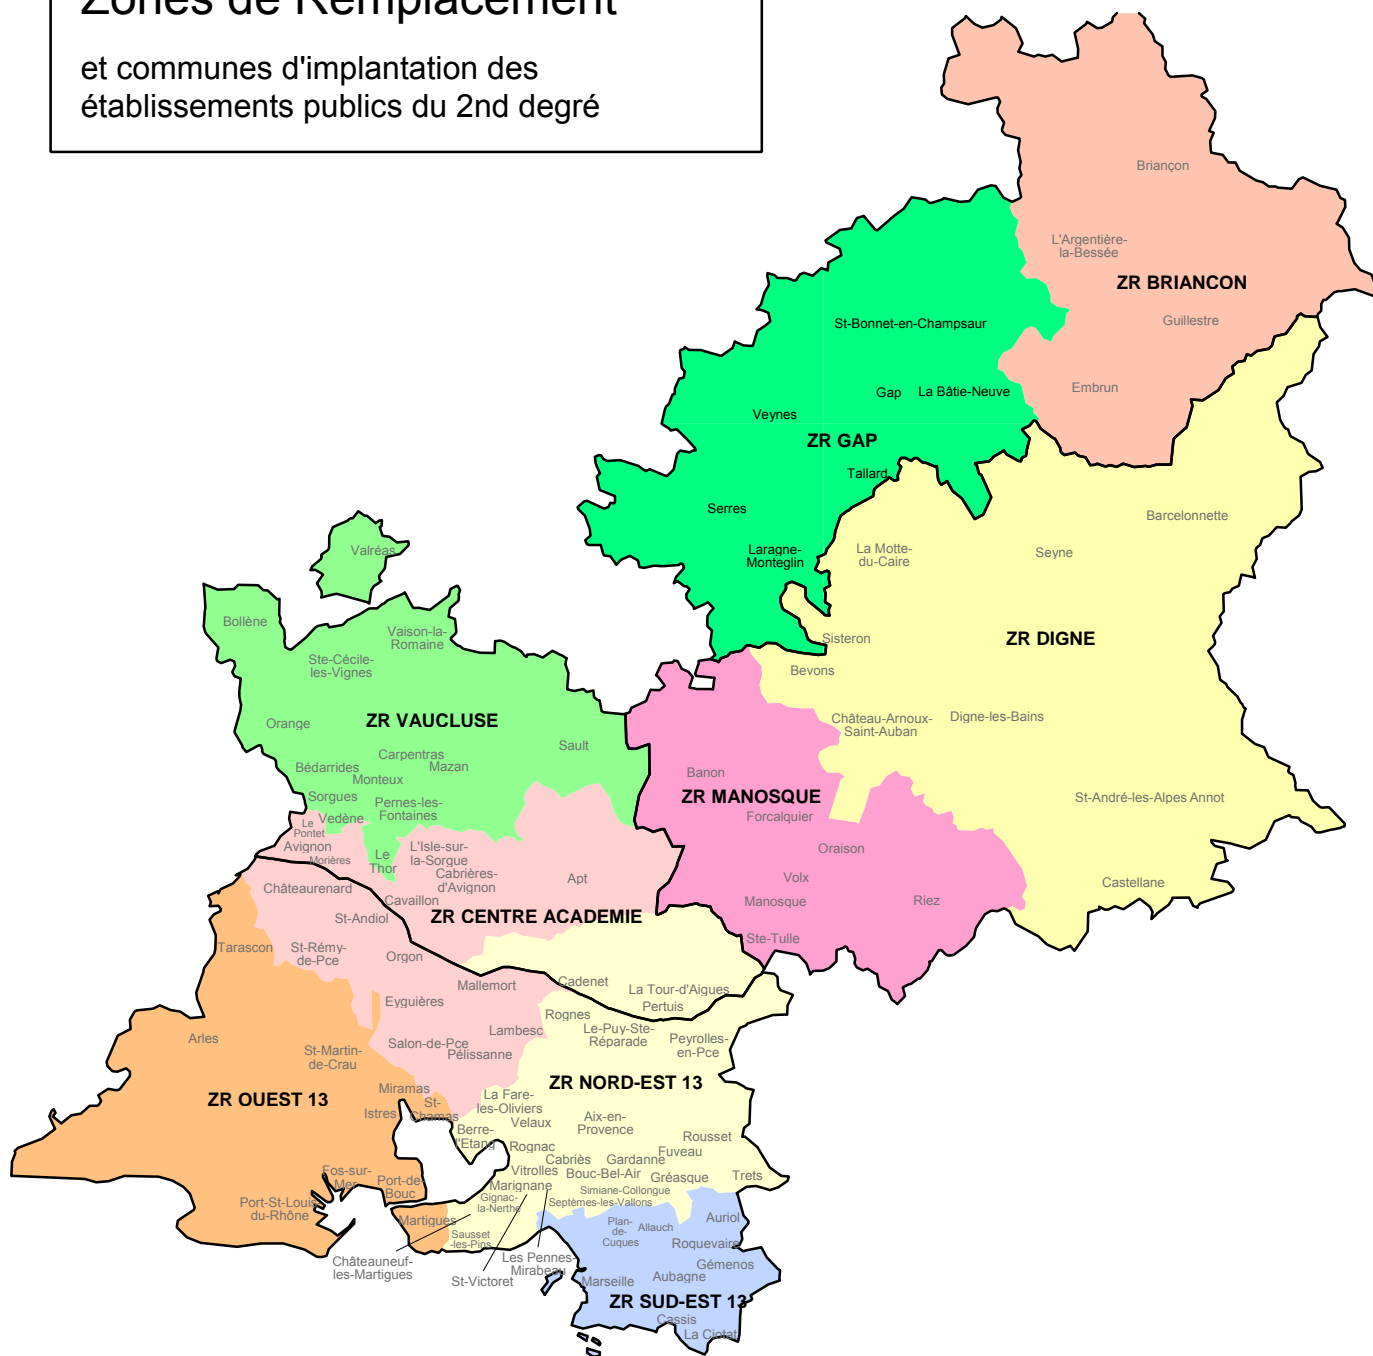 Zones de Remplacement
et communes d'implantation des
établissements publics du 2nd degré
Briançon
L'Argentière-
la-Bessée
ZR BRIANCON
Guillestre
Embrun
St-Bonnet-en-Champsaur
Gap
La Bâtie-Neuve
Veynes
ZR GAP
Tallard
Serres
Laragne-
Monteglin
Barcelonnette
Seyne
La Motte-
du-Caire
ZR DIGNE
Sisteron
Bevons
Château-Arnoux-
Saint-Auban
Digne-les-Bains
St-André-les-Alpes Annot
Castellane
Valréas
Bollène
Vaison-la-
Romaine
Ste-Cécile-
les-Vignes
Orange
ZR VAUCLUSE
Sault
Carpentras
Bédarrides
Mazan
Monteux
Sorgues
Pernes-les-
Fontaines
Vedène
Le
Pontet
Avignon
Morières
Le
Thor
L'Isle-sur-
la-Sorgue
Cabrières-
d'Avignon
Apt
Cavaillon
ZR CENTRE ACADEMIE
Châteaurenard
St-Andiol
St-Rémy-
de-Pce
Orgon
Mallemort
Eyguières
Lambesc
Salon-de-Pce
Pélissanne
Banon
ZR MANOSQUE
Forcalquier
Oraison
Volx
Manosque
Riez
Ste-Tulle
Cadenet
La Tour-d'Aigues
Pertuis
Rognes
Le-Puy-Ste-
Réparade
Peyrolles-
en-Pce
ZR NORD-EST 13
La Fare-
les-Oliviers
Velaux
Aix-en-
Provence
Berre-
l'Etang
Rognac
Rousset
Fuveau
Cabriès
Gardanne
Vitrolles
Bouc-Bel-Air
Gréasque
Trets
Marignane
Gignac-
la-Nerthe
Simiane-Collongue
Septèmes-les-Vallons
Sausset
-les-Pins
Châteauneuf-
les-Martigues
St-Victoret
Les Pennes-
Mirabeau
Tarascon
Arles
St-Martin-
de-Crau
Miramas
St-
Chamas
Istres
ZR OUEST 13
Fos-sur-
Mer
Port-de-
Bouc
Port-St-Louis-
du-Rhône
Martigues
Plan-
de-
Cuques
Allauch
Auriol
Roquevaire
Gémenos
Aubagne
Marseille
ZR SUD-EST 13
Cassis
La Ciotat